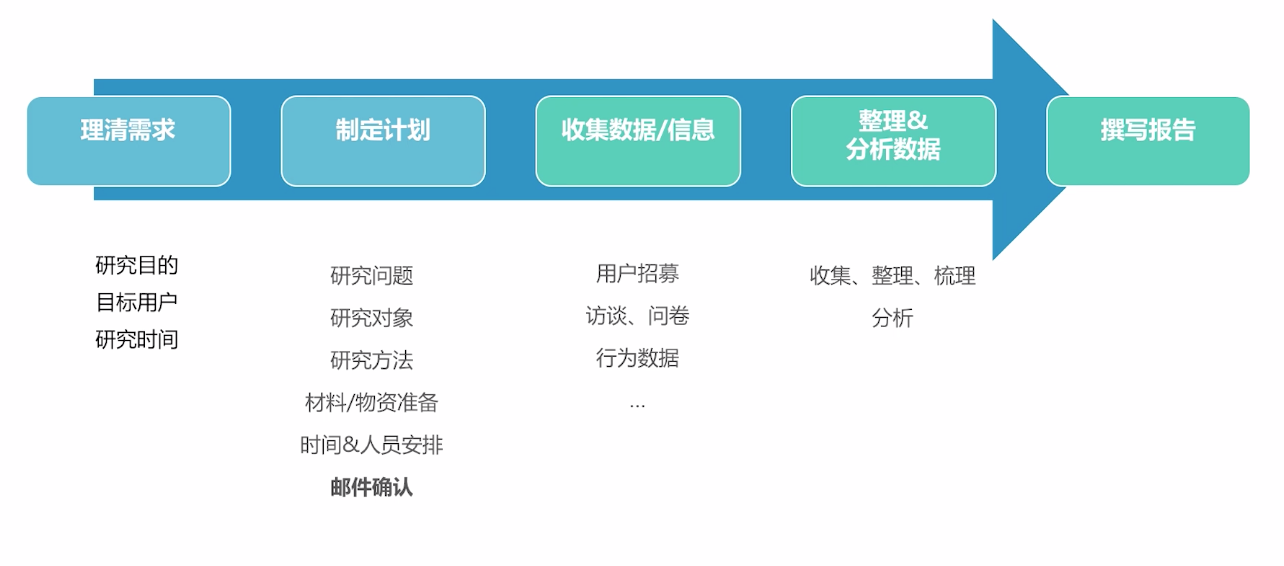 理清需求
制定计划
收集数据/信息
整理&
分析数据
撰写报告
研究目的
目标用户
研究时间
研究问题
研究对象
研究方法
材料/物资准备
时间&人员安排
邮件确认
用户招募
访谈、问卷
行为数据
...
收集、整理、梳理
分析